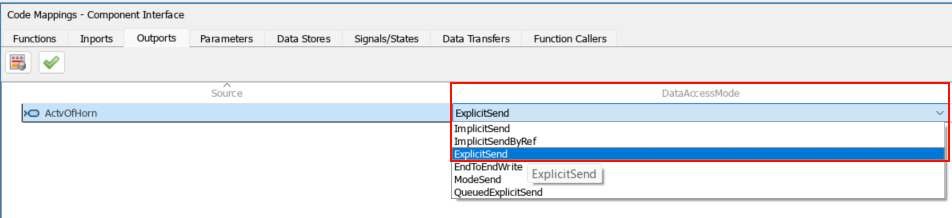 Code Mappings - Component Interface
Functions Inports Outports Parameters Data Stores Signals/States Data Transfers Function Callers
Source DataAccessMode
ActvOfHorn ExplicitSend
ImplicitSend
ImplicitSendByRef
ExplicitSend
EndToEndWrite
ExplicitSend
ModeSend
QueuedExplicitSend